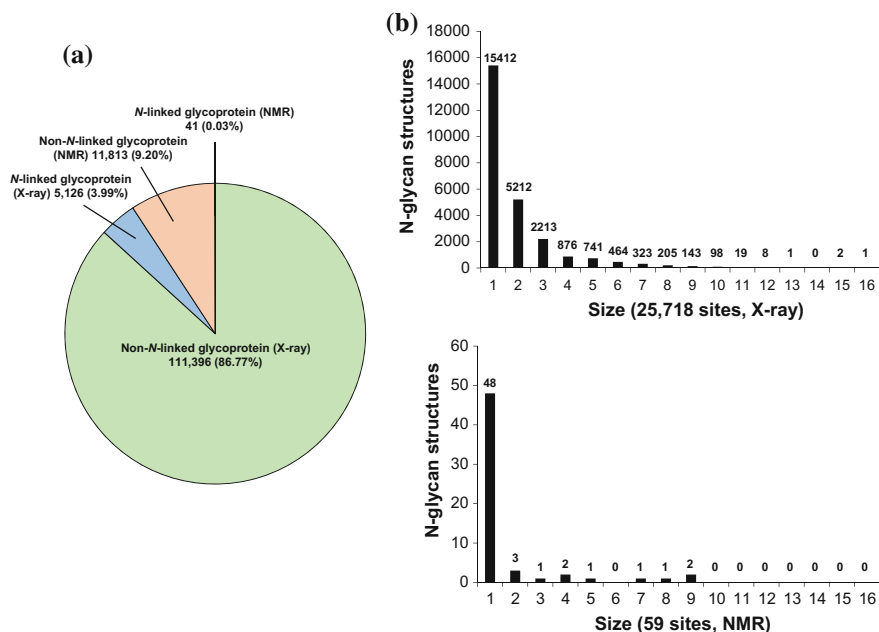 (a)
N-linked glycoprotein (NMR)
41 (0.03%)
Non-N-linked glycoprotein
(NMR) 11,813 (9.20%)
N-linked glycoprotein
(X-ray) 5,126 (3.99%)
Non-N-linked glycoprotein (X-ray)
111,396 (86.77%)
(b)
N-glycan structures
18000
16000
14000
12000
10000
8000
6000
4000
2000
0
15412 5212 2213 876 741 464 323 205 143 98 19 8 1 0 2 1
1 2 3 4 5 6 7 8 9 10 11 12 13 14 15 16
Size (25,718 sites, X-ray)
N-glycan structures
60
50
40
30
20
10
0
48 3 1 2 1 0 1 1 2 0 0 0 0 0 0 0
1 2 3 4 5 6 7 8 9 10 11 12 13 14 15 16
Size (59 sites, NMR)